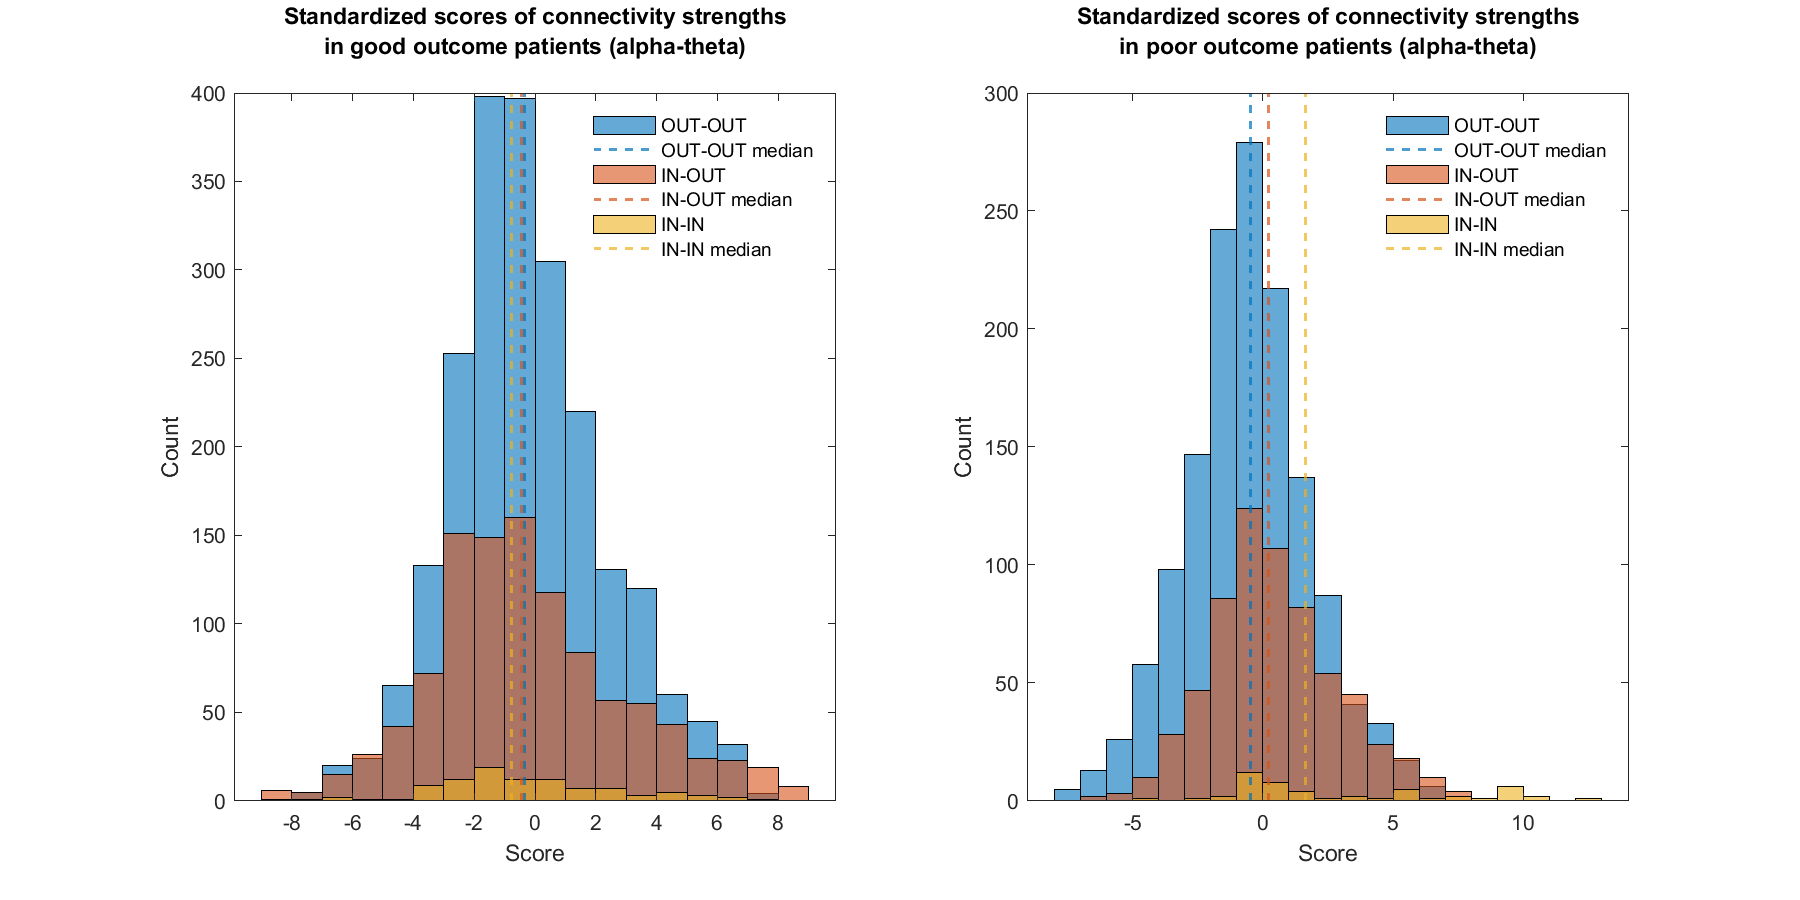 Standardized scores of connectivity strengths
in good outcome patients (alpha-theta)
400
350
300
250
200
150
100
50
0
Count
-8
-6
-4
-2
0
2
4
6
8
Score
OUT-OUT
OUT-OUT median
IN-OUT
IN-OUT median
IN-IN
IN-IN median
Standardized scores of connectivity strengths
in poor outcome patients (alpha-theta)
300
250
200
150
100
50
0
Count
-5
0
5
10
Score
OUT-OUT
OUT-OUT median
IN-OUT
IN-OUT median
IN-IN
IN-IN median